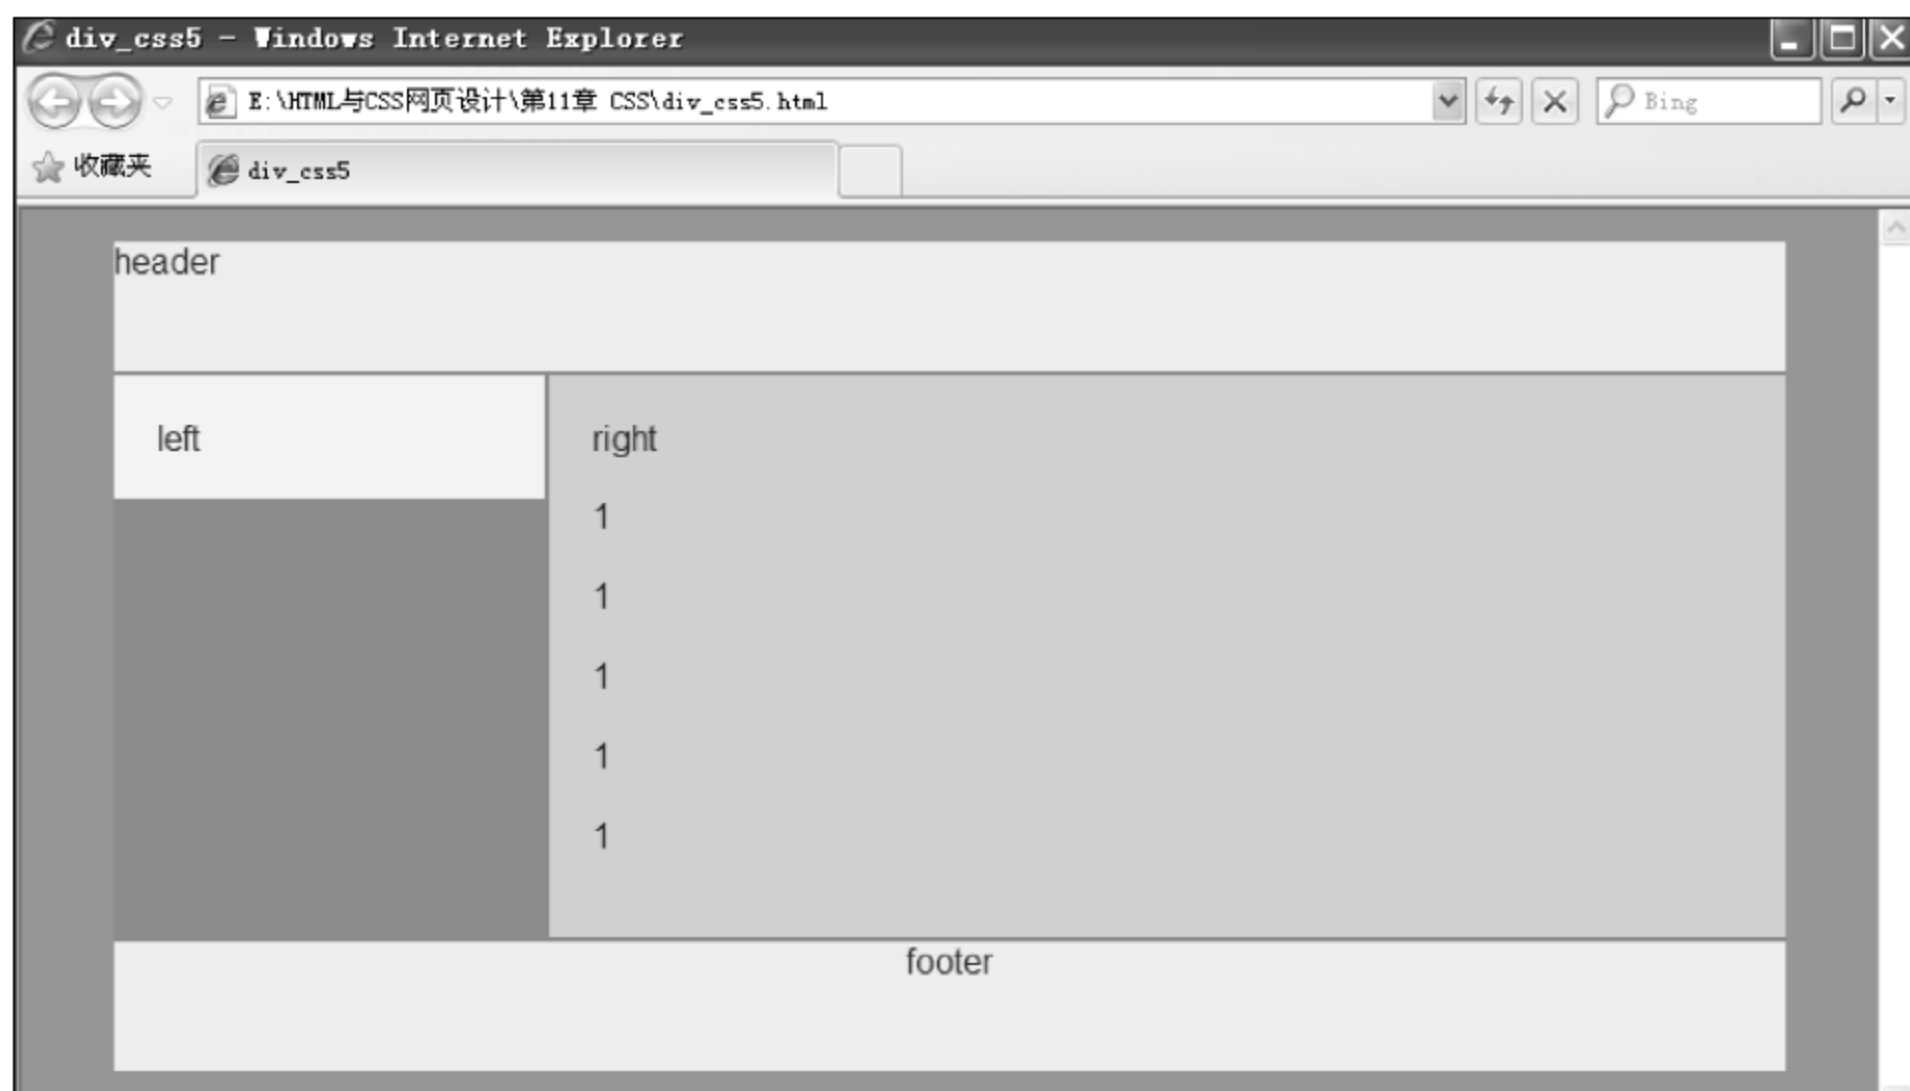 div_css5 - Windows Internet Explorer
E:\HTML与CSS网页设计\第11章 CSS\div_css5.html
Bing
收藏夹
div_css5
header
left
right
1
1
1
1
1
footer